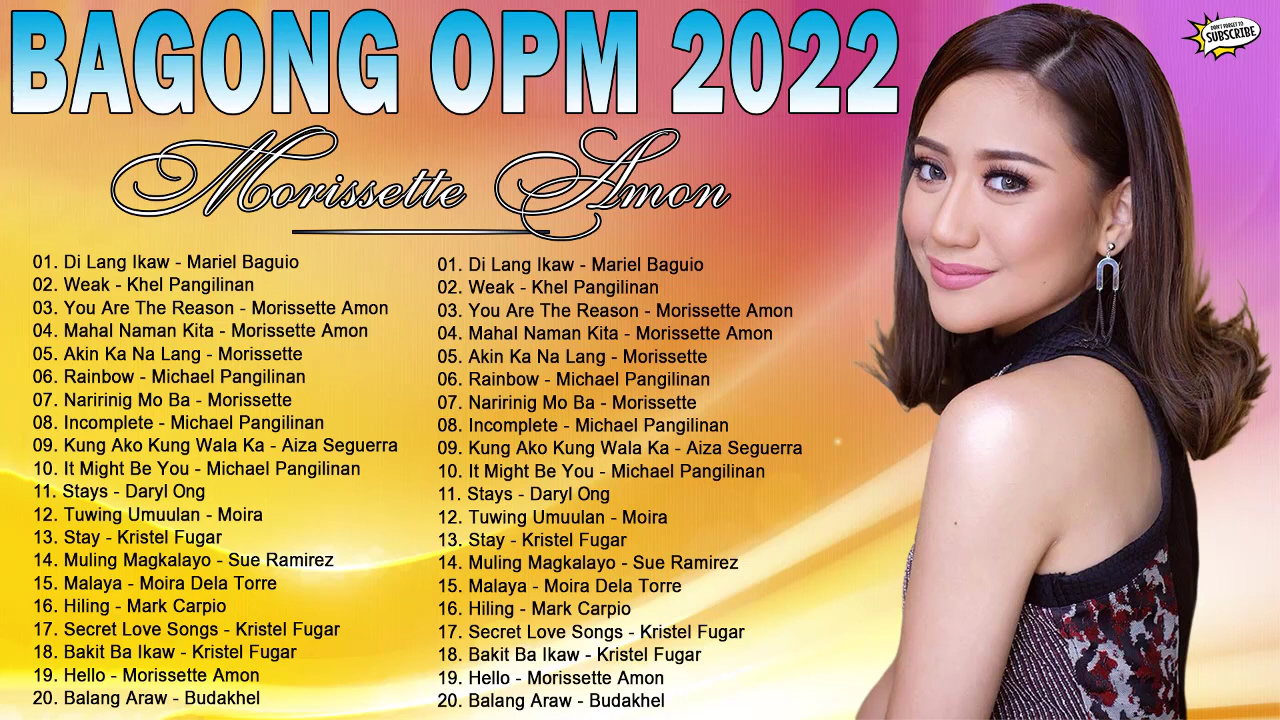 BAGONG OPM 2022
DON'T FORGET TO
SUBSCRIBE
Morissette Amon
01. Di Lang Ikaw - Mariel Baguio
02. Weak - Khel Pangilinan
03. You Are The Reason - Morissette Amon
04. Mahal Naman Kita - Morissette Amon
05. Akin Ka Na Lang - Morissette
06. Rainbow - Michael Pangilinan
07. Naririnig Mo Ba - Morissette
08. Incomplete - Michael Pangilinan
09. Kung Ako Kung Wala Ka - Aiza Seguerra
10. It Might Be You - Michael Pangilinan
11. Stays - Daryl Ong
12. Tuwing Umuulan - Moira
13. Stay - Kristel Fugar
14. Muling Magkalayo - Sue Ramirez
15. Malaya - Moira Dela Torre
16. Hiling - Mark Carpio
17. Secret Love Songs - Kristel Fugar
18. Bakit Ba Ikaw - Kristel Fugar
19. Hello - Morissette Amon
20. Balang Araw - Budakhel
01. Di Lang Ikaw - Mariel Baguio
02. Weak - Khel Pangilinan
03. You Are The Reason - Morissette Amon
04. Mahal Naman Kita - Morissette Amon
05. Akin Ka Na Lang - Morissette
06. Rainbow - Michael Pangilinan
07. Naririnig Mo Ba - Morissette
08. Incomplete - Michael Pangilinan
09. Kung Ako Kung Wala Ka - Aiza Seguerra
10. It Might Be You - Michael Pangilinan
11. Stays - Daryl Ong
12. Tuwing Umuulan - Moira
13. Stay - Kristel Fugar
14. Muling Magkalayo - Sue Ramirez
15. Malaya - Moira Dela Torre
16. Hiling - Mark Carpio
17. Secret Love Songs - Kristel Fugar
18. Bakit Ba Ikaw - Kristel Fugar
19. Hello - Morissette Amon
20. Balang Araw - Budakhel